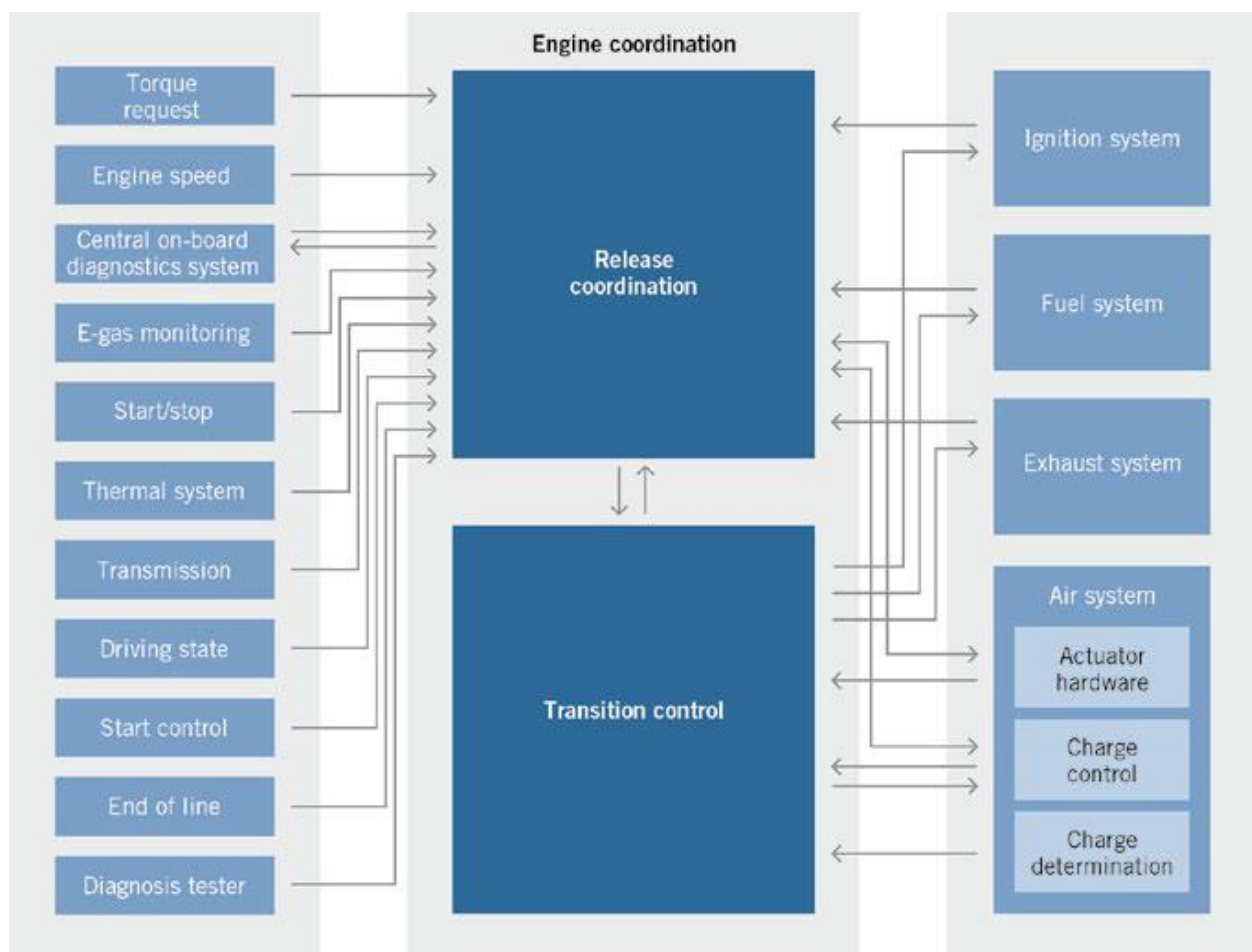 Engine coordination
Torque
request
Engine speed
Central on-board
diagnostics system
E-gas monitoring
Start/stop
Thermal system
Transmission
Driving state
Start control
End of line
Diagnosis tester
Release
coordination
Transition control
Ignition system
Fuel system
Exhaust system
Air system
Actuator
hardware
Charge
control
Charge
determination